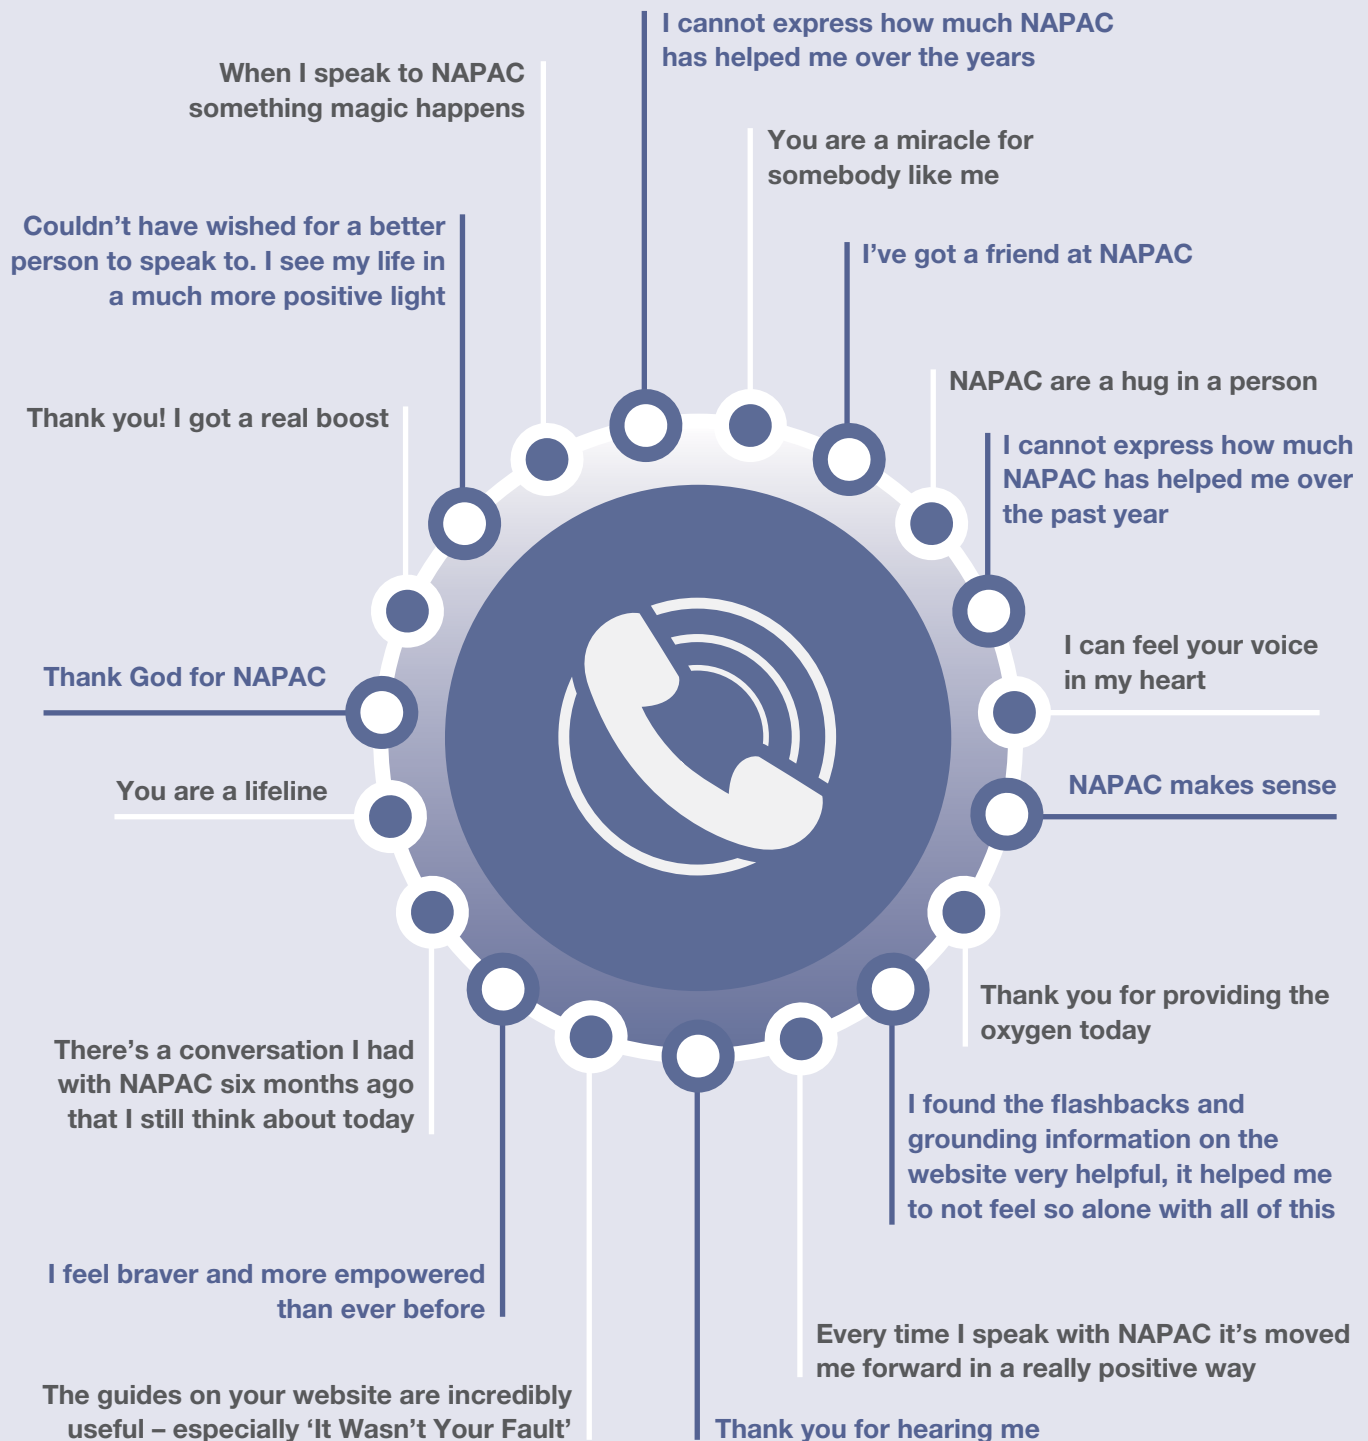 I cannot express how much NAPAC
has helped me over the years
When I speak to NAPAC
something magic happens
You are a miracle for
somebody like me
Couldn’t have wished for a better
person to speak to. I see my life in
a much more positive light
I’ve got a friend at NAPAC
NAPAC are a hug in a person
Thank you! I got a real boost
I cannot express how much
NAPAC has helped me over
the past year
I can feel your voice
in my heart
Thank God for NAPAC
NAPAC makes sense
You are a lifeline
Thank you for providing the
oxygen today
There’s a conversation I had
with NAPAC six months ago
that I still think about today
I found the flashbacks and
grounding information on the
website very helpful, it helped me
to not feel so alone with all of this
I feel braver and more empowered
than ever before
Every time I speak with NAPAC it’s moved
me forward in a really positive way
The guides on your website are incredibly
useful – especially ‘It Wasn’t Your Fault’
Thank you for hearing me